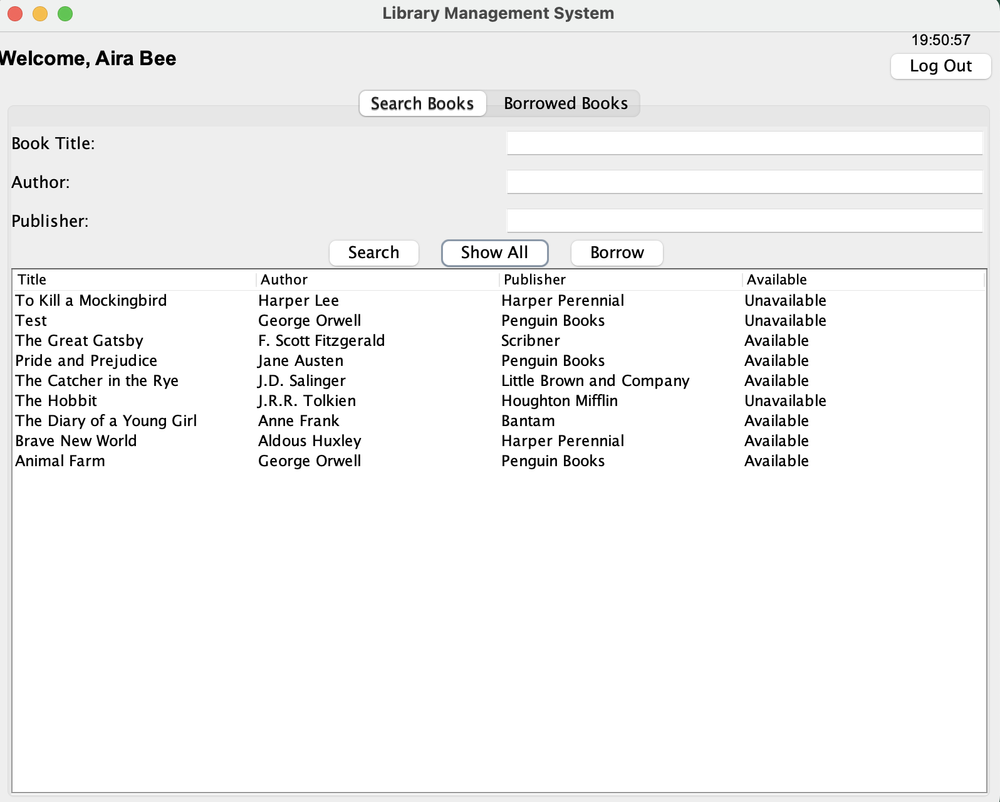 Library Management System
19:50:57
Welcome, Aira Bee
Log Out
Search Books Borrowed Books
Book Title:
Author:
Publisher:
Search Show All Borrow
Title Author Publisher Available
To Kill a Mockingbird Harper Lee Harper Perennial Unavailable
Test George Orwell Penguin Books Unavailable
The Great Gatsby F. Scott Fitzgerald Scribner Available
Pride and Prejudice Jane Austen Penguin Books Available
The Catcher in the Rye J.D. Salinger Little Brown and Company Available
The Hobbit J.R.R. Tolkien Houghton Mifflin Unavailable
The Diary of a Young Girl Anne Frank Bantam Available
Brave New World Aldous Huxley Harper Perennial Available
Animal Farm George Orwell Penguin Books Available